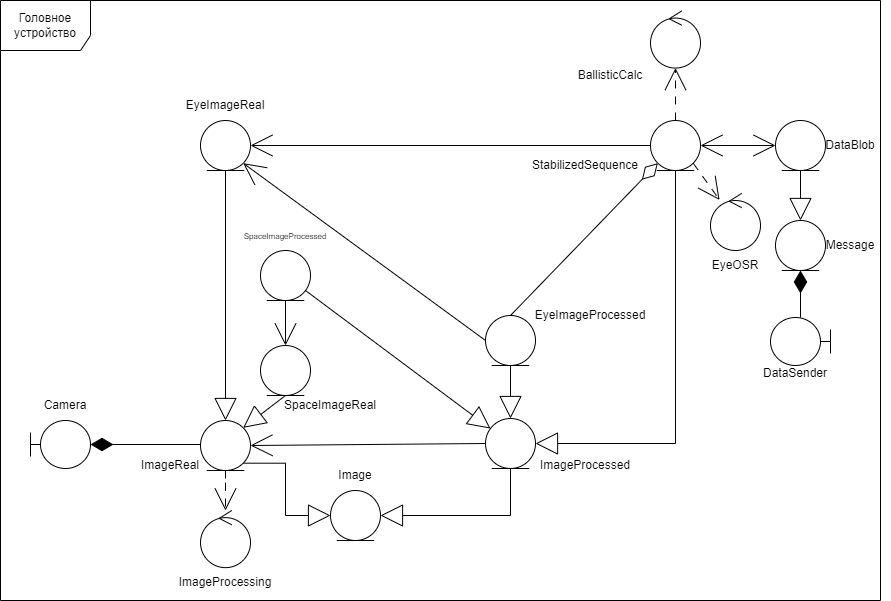 Головное
устройство
BallisticCalc
EyeImageReal
StabilizedSequence
DataBlob
SpaceImageProcessed
EyeOSR
Message
EyeImageProcessed
DataSender
Camera
SpaceImageReal
ImageReal
ImageProcessed
Image
ImageProcessing